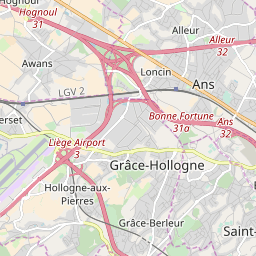 Hognoul
31
Alleur
Alleur
32
Awans
Loncin
LGV 2
Ans
Bonne Fortune
31a
Ans
32
Liège Airport
3
Grâce-Hollogne
Hollogne-aux-
Pierres
Grâce-Berleur